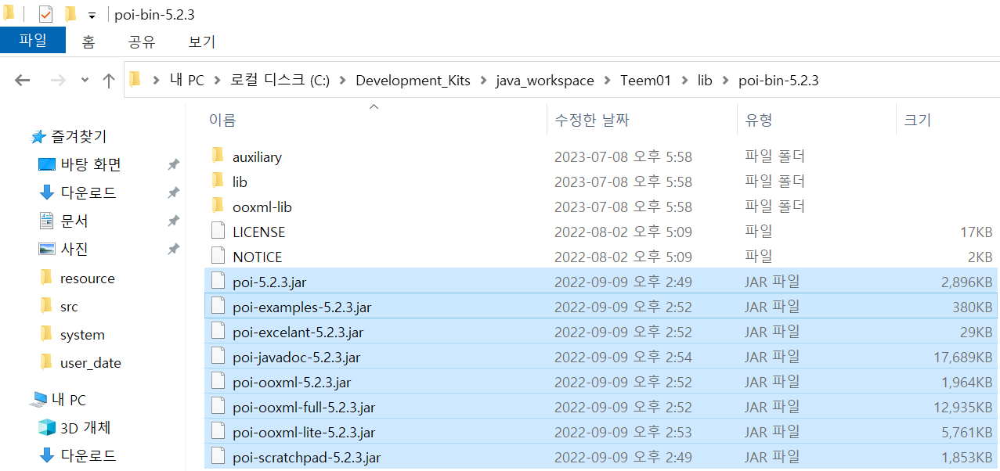 poi-bin-5.2.3
파일 홈 공유 보기
내 PC 로컬 디스크 (C:) Development_Kits java_workspace Teem01 lib poi-bin-5.2.3
이름 수정한 날짜 유형 크기
즐겨찾기
바탕 화면
다운로드
문서
사진
resource
src
system
user_date
내 PC
3D 개체
다운로드
auxiliary 2023-07-08 오후 5:58 파일 폴더
lib 2023-07-08 오후 5:58 파일 폴더
ooxml-lib 2023-07-08 오후 5:58 파일 폴더
LICENSE 2022-08-02 오후 5:09 파일 17KB
NOTICE 2022-08-02 오후 5:09 파일 2KB
poi-5.2.3.jar 2022-09-09 오후 2:49 JAR 파일 2,896KB
poi-examples-5.2.3.jar 2022-09-09 오후 2:52 JAR 파일 380KB
poi-excelant-5.2.3.jar 2022-09-09 오후 2:52 JAR 파일 29KB
poi-javadoc-5.2.3.jar 2022-09-09 오후 2:54 JAR 파일 17,689KB
poi-ooxml-5.2.3.jar 2022-09-09 오후 2:52 JAR 파일 1,964KB
poi-ooxml-full-5.2.3.jar 2022-09-09 오후 2:52 JAR 파일 12,935KB
poi-ooxml-lite-5.2.3.jar 2022-09-09 오후 2:53 JAR 파일 5,761KB
poi-scratchpad-5.2.3.jar 2022-09-09 오후 2:49 JAR 파일 1,853KB